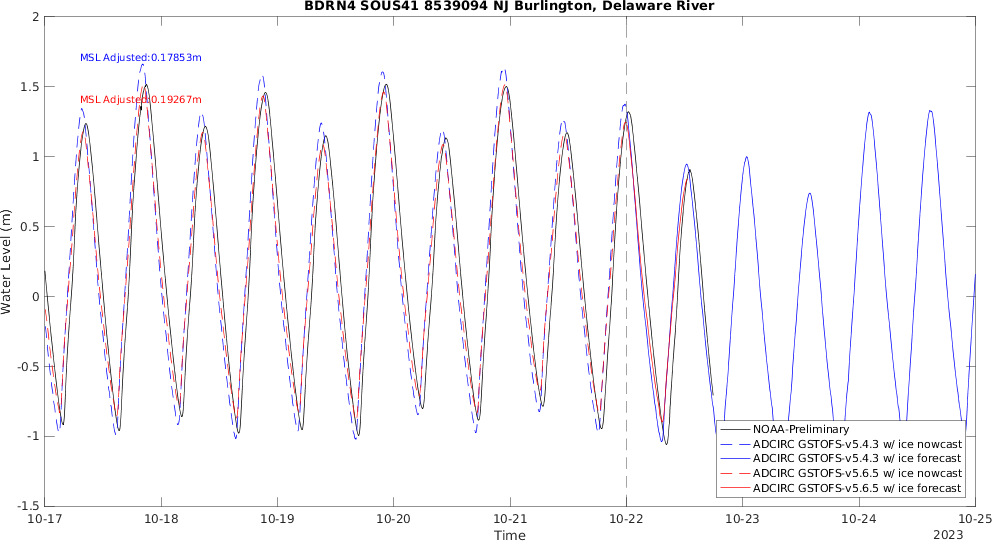 BDRN4 SOUS41 8539094 NJ Burlington, Delaware River
2
1.5
1
0.5
0
-0.5
-1
-1.5
Water Level (m)
MSL Adjusted:0.17853m
MSL Adjusted:0.19267m
NOAA-Preliminary
ADCIRC GSTOFS-v5.4.3 w/ ice nowcast
ADCIRC GSTOFS-v5.4.3 w/ ice forecast
ADCIRC GSTOFS-v5.6.5 w/ ice nowcast
ADCIRC GSTOFS-v5.6.5 w/ ice forecast
10-17 10-18 10-19 10-20 10-21 10-22 10-23 10-24 10-25
Time
2023